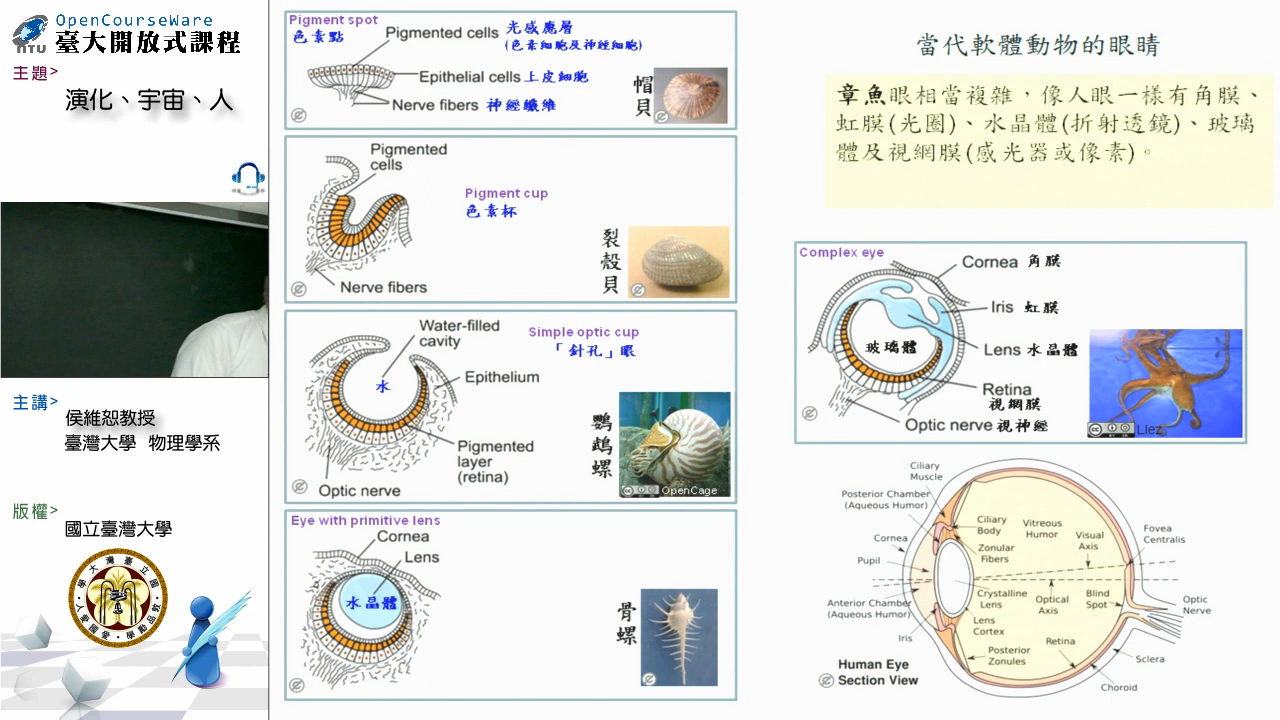 OpenCourseWare
NTU
臺大開放式課程
主題>
演化、宇宙、人
主講>
侯維恕教授
臺灣大學 物理學系
版權>
國立臺灣大學
Pigment spot
色素點
Pigmented cells
光感應層
(色素細胞及神經細胞)
Epithelial cells 上皮細胞
Nerve fibers 神經纖維
帽貝
Pigmented
cells
Pigment cup
色素杯
Nerve fibers
裂殼貝
Water-filled
cavity
Simple optic cup
「針孔」眼
水
Epithelium
Pigmented
layer
(retina)
Optic nerve
鸚鵡螺
OpenCage
Eye with primitive lens
Cornea
Lens
水晶體
骨螺
當代軟體動物的眼睛
章魚眼相當複雜，像人眼一樣有角膜、
虹膜(光圈)、水晶體(折射透鏡)、玻璃
體及視網膜(感光器或像素)。
Complex eye
Cornea 角膜
Iris 虹膜
Lens 水晶體
玻璃體
Retina
視網膜
Optic nerve 視神經
Llez
Ciliary
Muscle
Posterior Chamber
(Aqueous Humor)
Cornea
Pupil
Anterior Chamber
(Aqueous Humor)
Iris
Ciliary
Body
Zonular
Fibers
Vitreous
Humor
Visual
Axis
Fovea
Centralis
Crystalline
Lens
Optical
Axis
Blind
Spot
Optic
Nerve
Lens
Cortex
Retina
Posterior
Zonules
Sclera
Choroid
Human Eye
Section View